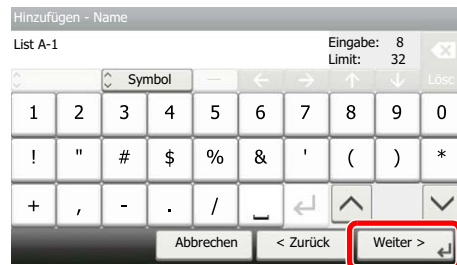 Hinzufügen - Name
List A-1
Eingabe: 8
Limit: 32
Symbol
Lösc
1 2 3 4 5 6 7 8 9 0
! " # $ % & ' ( ) *
+ , - . / _
Abbrechen < Zurück Weiter >